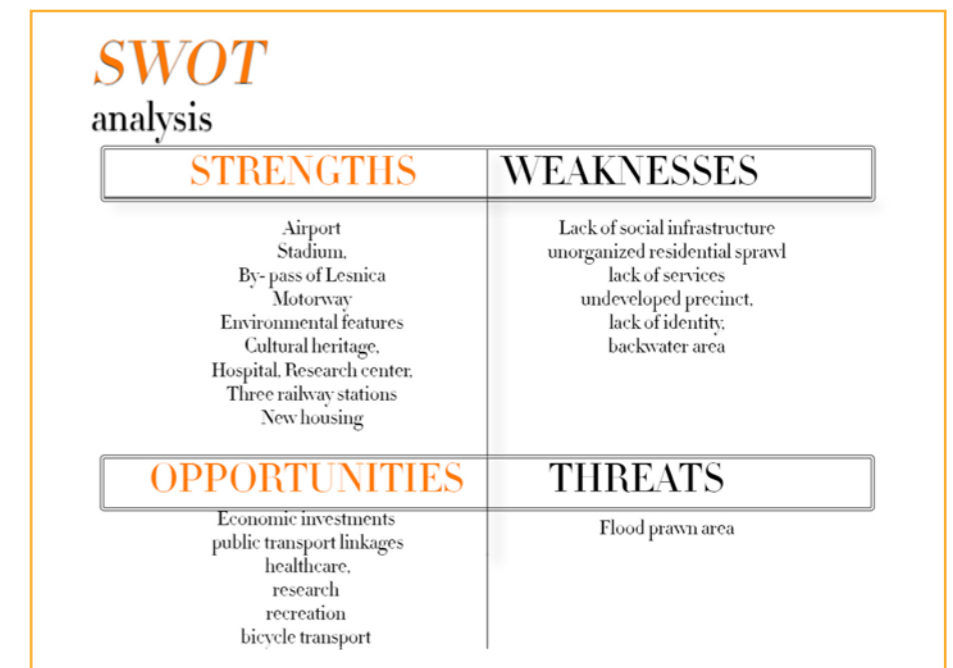 SWOT
analysis
STRENGTHS
Airport
Stadium,
By- pass of Lesnica
Motorway
Environmental features
Cultural heritage,
Hospital, Research center,
Three railway stations
New housing
WEAKNESSES
Lack of social infrastructure
unorganized residential sprawl
lack of services
undeveloped precinct,
lack of identity,
backwater area
OPPORTUNITIES
Economic investments
public transport linkages
healthcare,
research
recreation
bicycle transport
THREATS
Flood prawn area